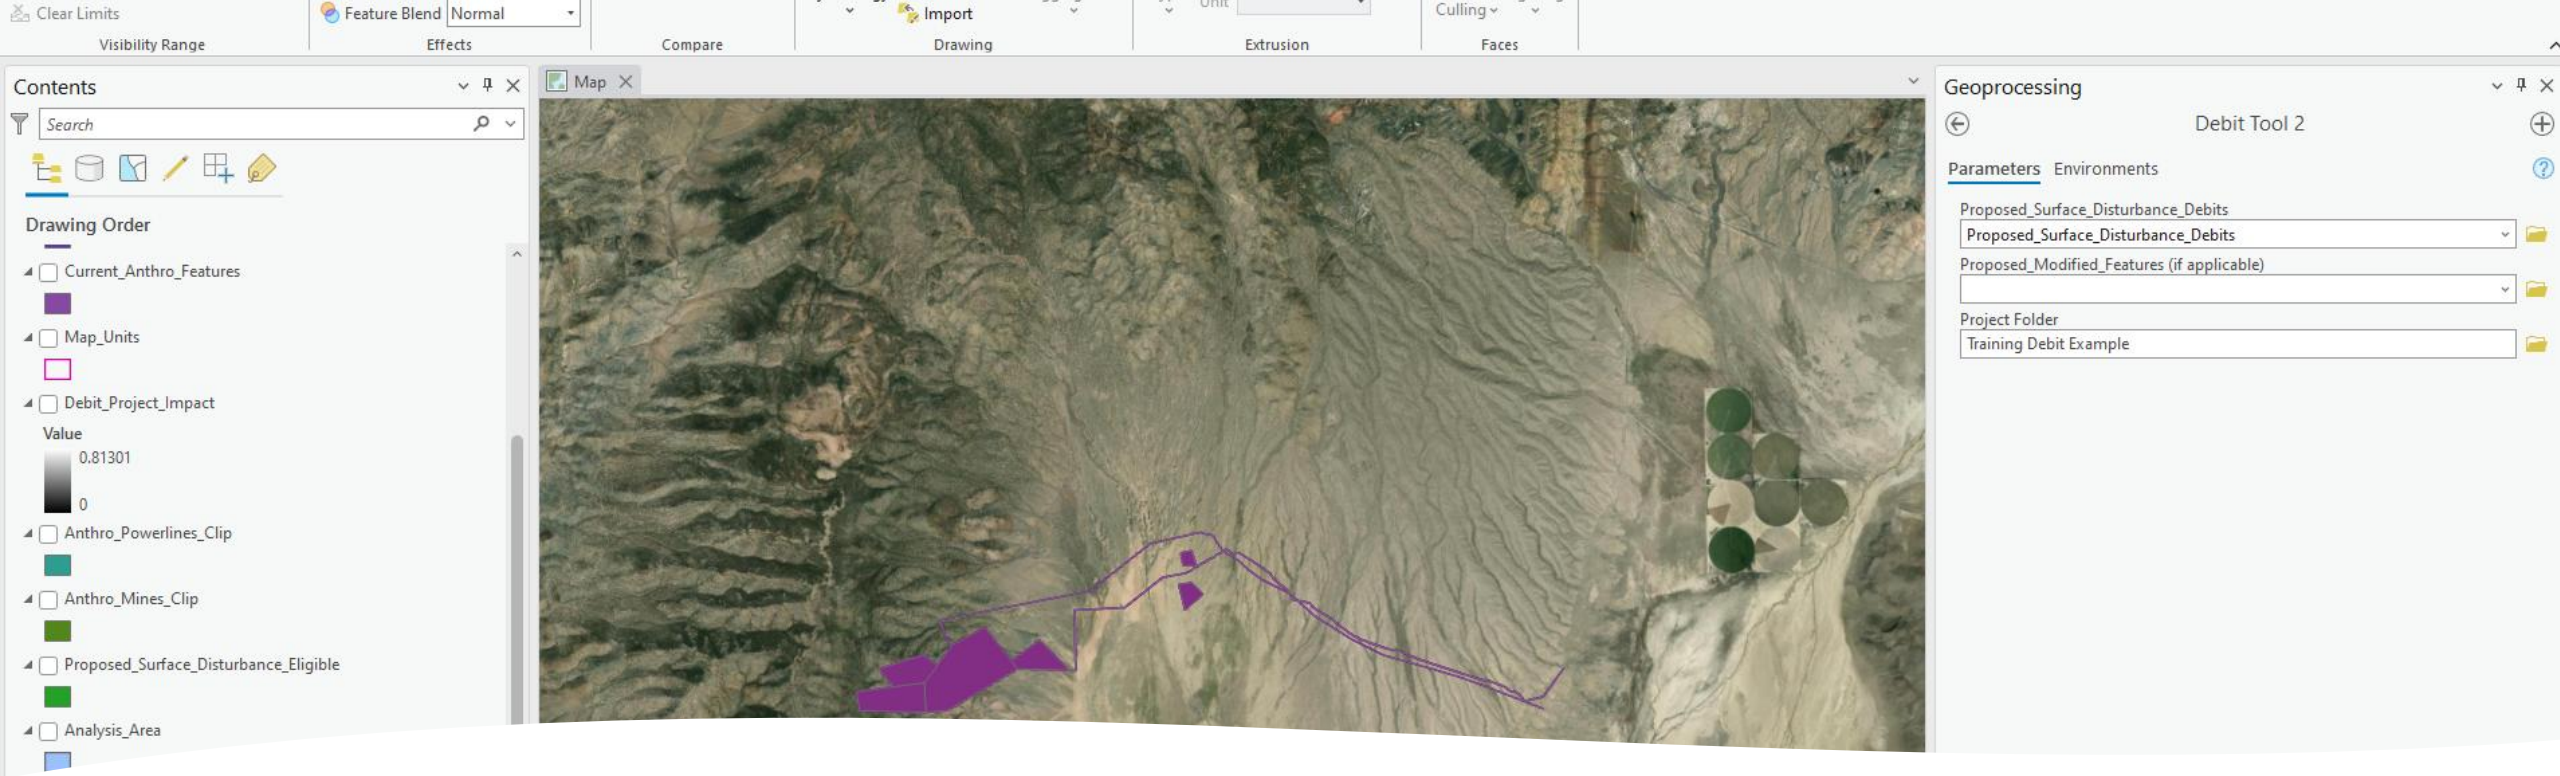 Clear Limits
Feature Blend Normal
Import
Unit
Culling
Visibility Range
Effects
Compare
Drawing
Extrusion
Faces
Contents
Search
Drawing Order
Current_Anthro_Features
Map_Units
Debit_Project_Impact
Value
0.81301
0
Anthro_Powerlines_Clip
Anthro_Mines_Clip
Proposed_Surface_Disturbance_Eligible
Analysis_Area
Map
Geoprocessing
Debit Tool 2
Parameters Environments
Proposed_Surface_Disturbance_Debits
Proposed_Surface_Disturbance_Debits
Proposed_Modified_Features (if applicable)
Project Folder
Training Debit Example